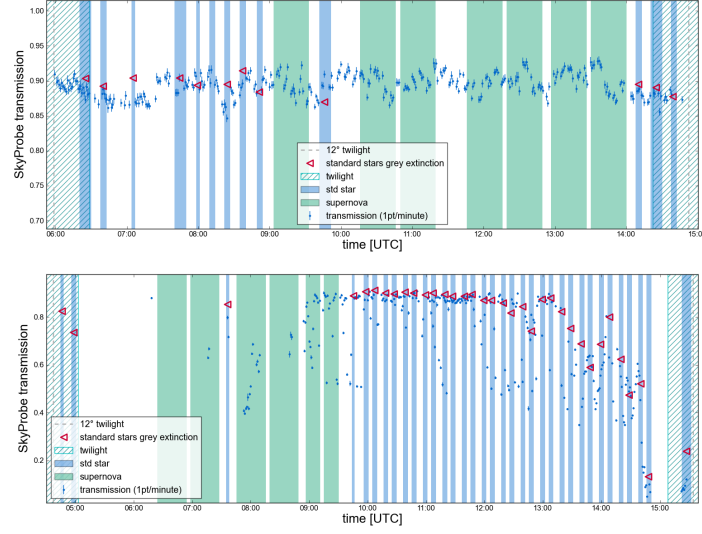 1.00
0.95
0.90
0.85
0.80
0.75
0.70
SkyProbe transmission
12° twilight
standard stars grey extinction
twilight
std star
supernova
transmission (1pt/minute)
06:00 07:00 08:00 09:00 10:00 11:00 12:00 13:00 14:00 15:0
time [UTC]
0.8
0.6
0.4
0.2
SkyProbe transmission
12° twilight
standard stars grey extinction
twilight
std star
supernova
transmission (1pt/minute)
05:00 06:00 07:00 08:00 09:00 10:00 11:00 12:00 13:00 14:00 15:00
time [UTC]